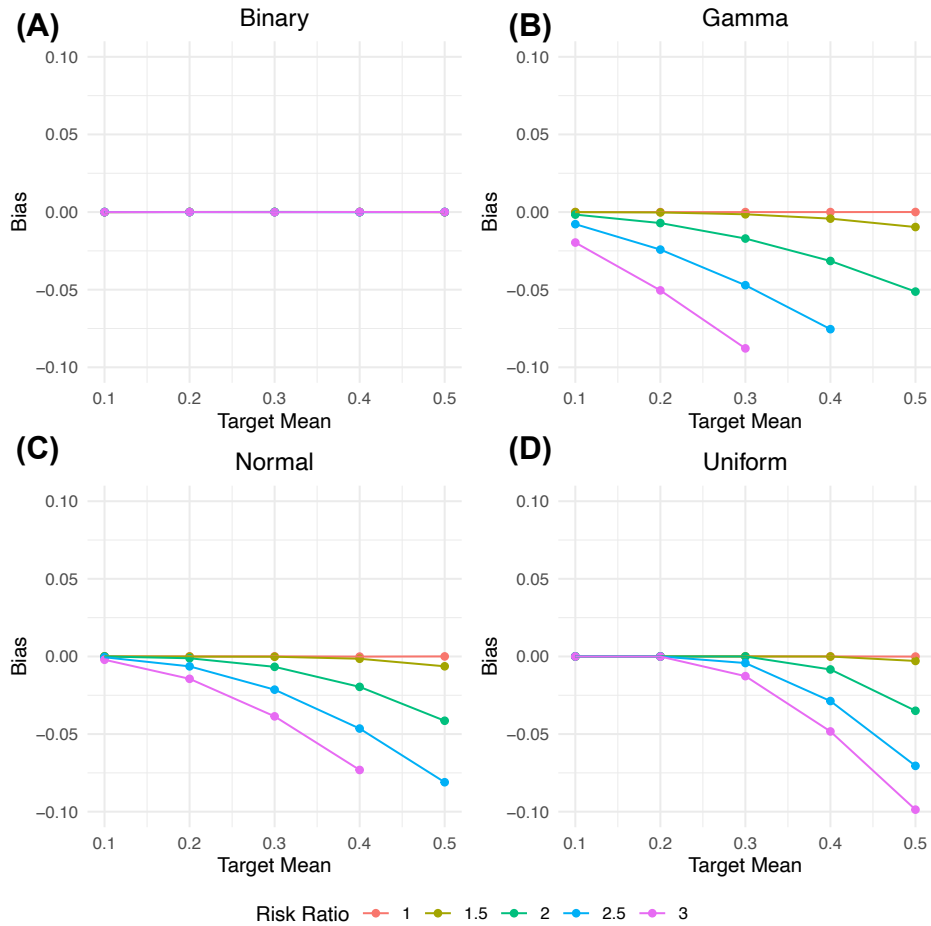 (A) Binary
0.10
0.05
0.00
−0.05
−0.10
Bias
0.1 0.2 0.3 0.4 0.5
Target Mean
(B) Gamma
0.10
0.05
0.00
−0.05
−0.10
Bias
0.1 0.2 0.3 0.4 0.5
Target Mean
(C) Normal
0.10
0.05
0.00
−0.05
−0.10
Bias
0.1 0.2 0.3 0.4 0.5
Target Mean
(D) Uniform
0.10
0.05
0.00
−0.05
−0.10
Bias
0.1 0.2 0.3 0.4 0.5
Target Mean
Risk Ratio 1 1.5 2 2.5 3